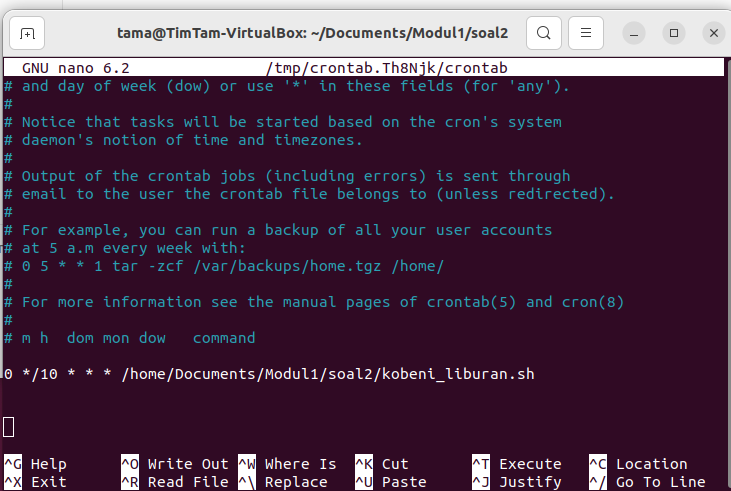 tama@TimTam-VirtualBox: ~/Documents/Modul1/soal2
GNU nano 6.2 /tmp/crontab.Th8Njk/crontab
# and day of week (dow) or use '*' in these fields (for 'any').
#
# Notice that tasks will be started based on the cron's system
# daemon's notion of time and timezones.
#
# Output of the crontab jobs (including errors) is sent through
# email to the user the crontab file belongs to (unless redirected).
#
# For example, you can run a backup of all your user accounts
# at 5 a.m every week with:
# 0 5 * * 1 tar -zcf /var/backups/home.tgz /home/
#
# For more information see the manual pages of crontab(5) and cron(8)
#
# m h  dom mon dow   command
0 */10 * * * /home/Documents/Modul1/soal2/kobeni_liburan.sh
^G Help ^O Write Out ^W Where Is ^K Cut ^T Execute ^C Location
^X Exit ^R Read File ^\ Replace ^U Paste ^J Justify ^/ Go To Line